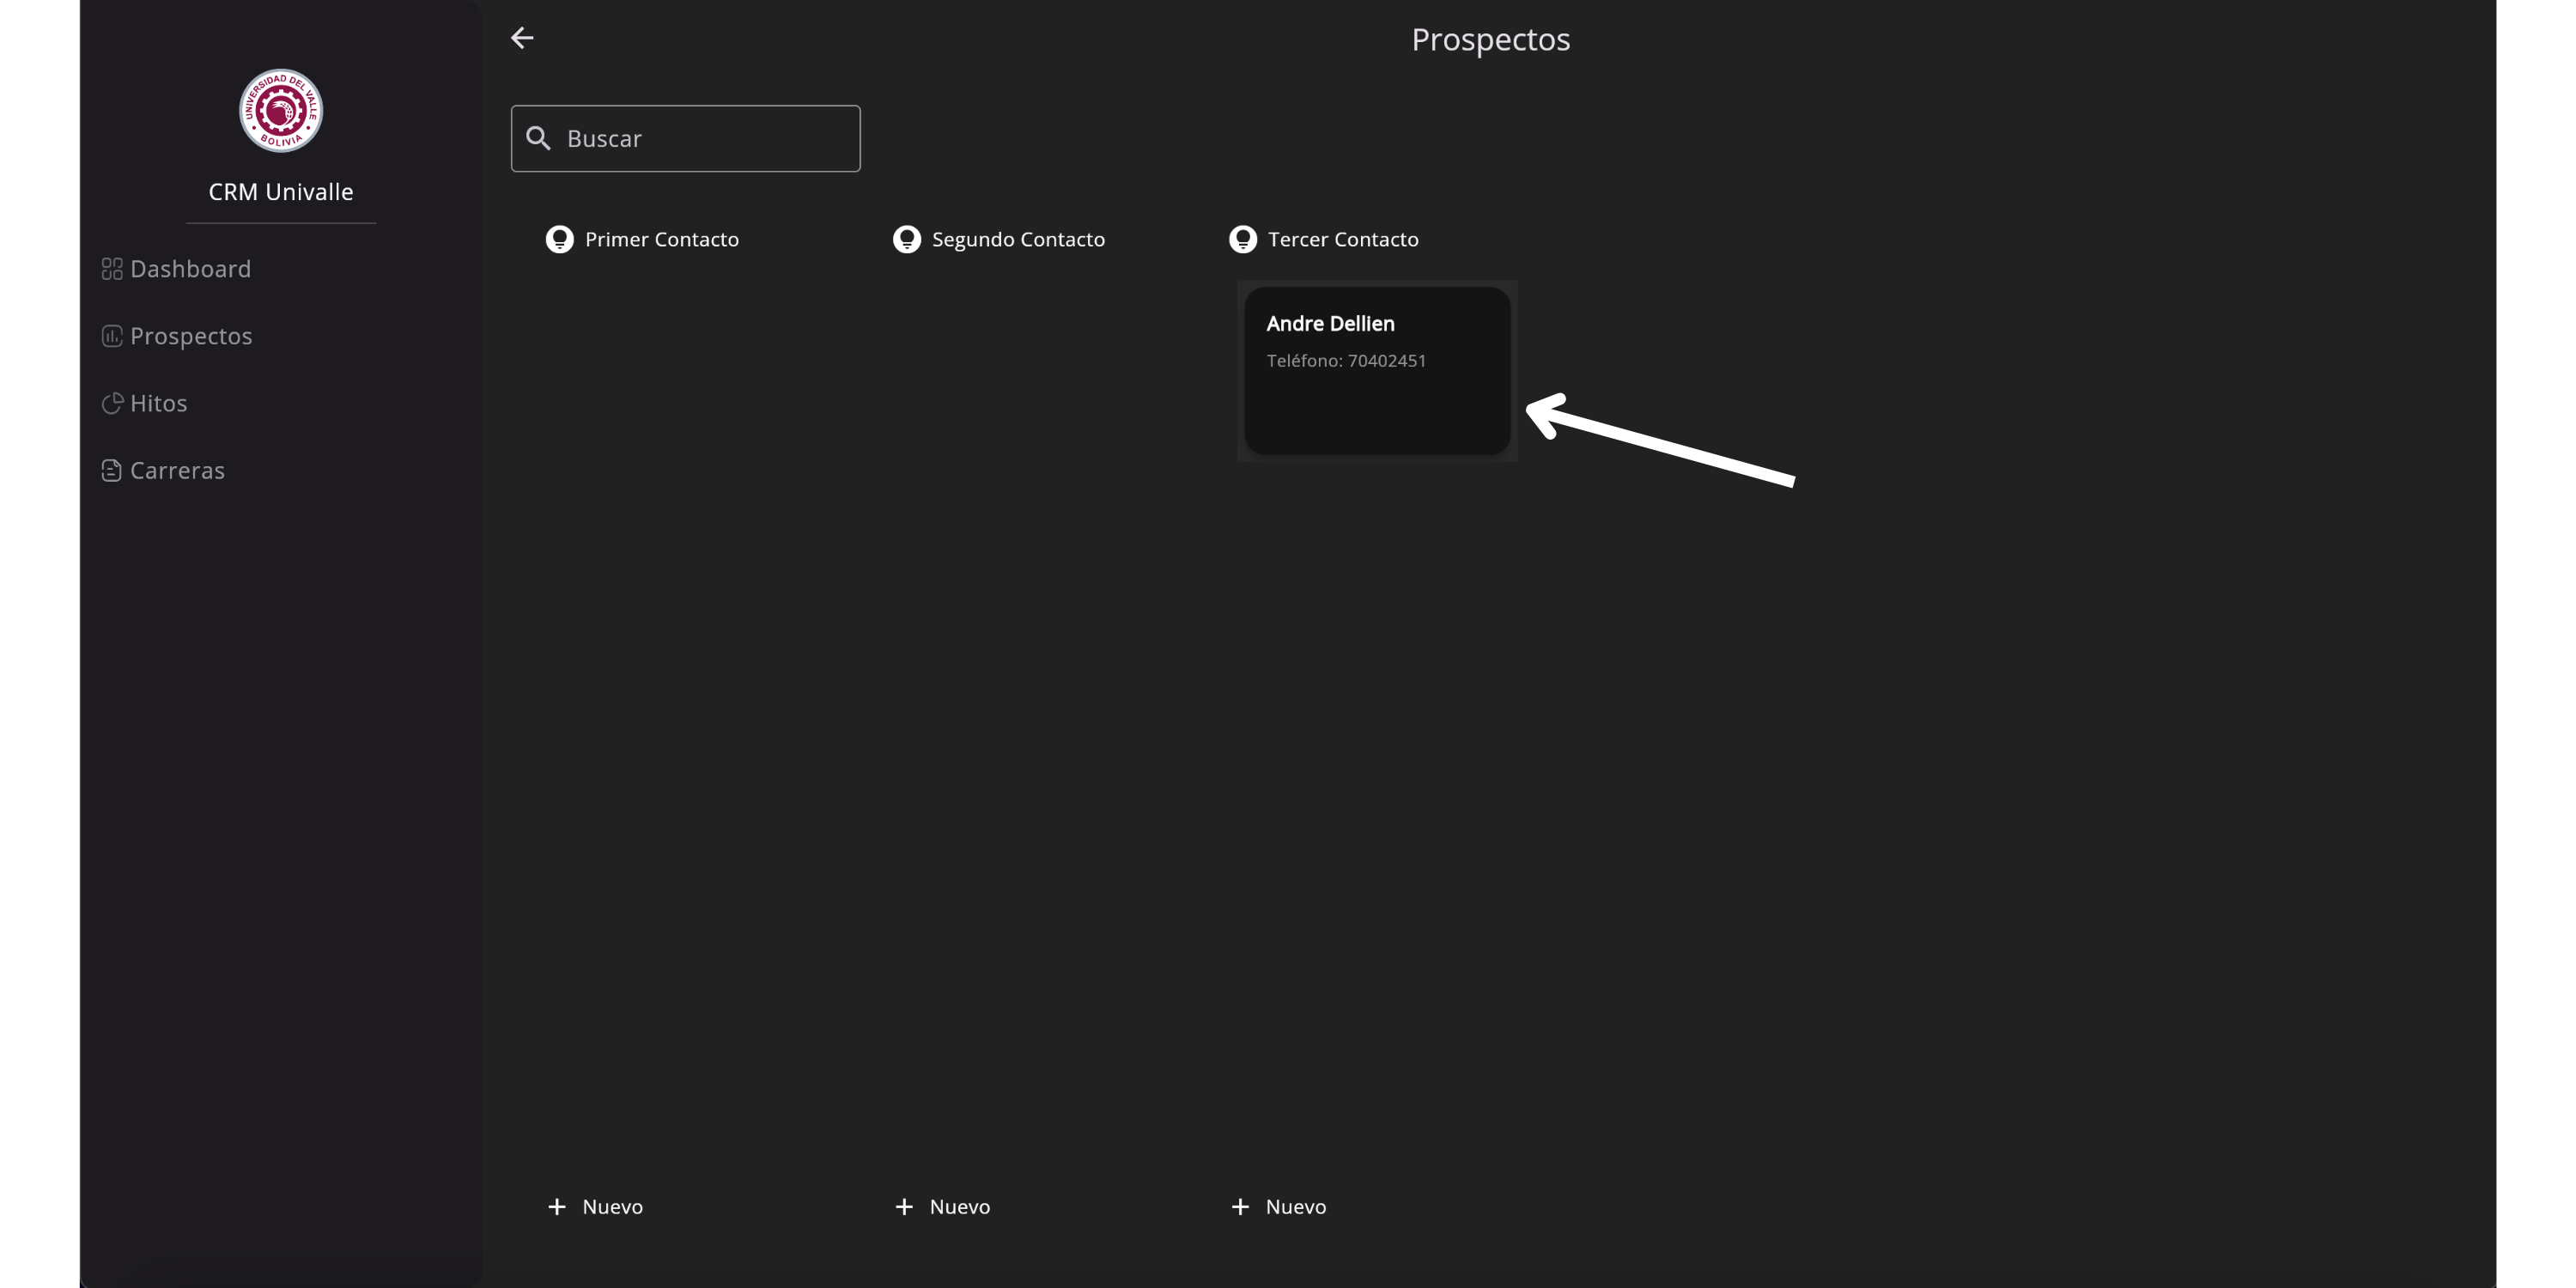 UNIVERSIDAD DEL VALLE
BOLIVIA
CRM Univalle
Dashboard
Prospectos
Hitos
Carreras
Prospectos
Buscar
Primer Contacto
Segundo Contacto
Tercer Contacto
Andre Dellien
Teléfono: 70402451
Nuevo
Nuevo
Nuevo